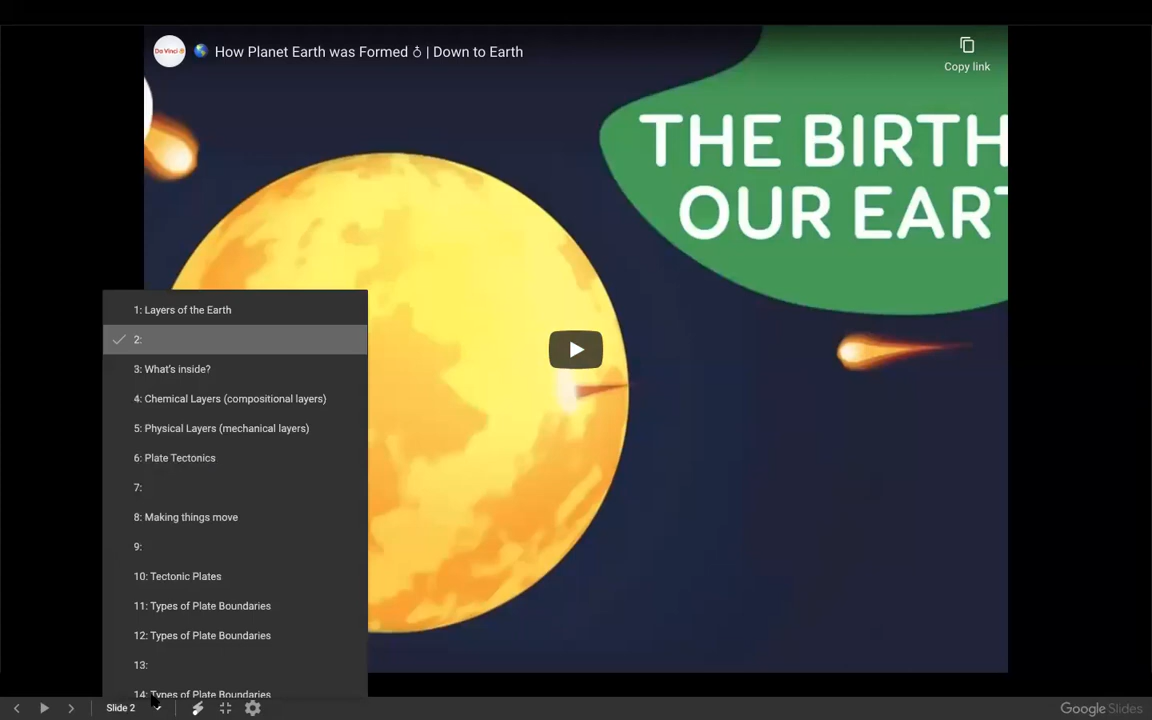 Da Vinci
🌎 How Planet Earth was Formed ♁ | Down to Earth
Copy link
THE BIRTH
OUR EAR
1: Layers of the Earth
2:
3: What's inside?
4: Chemical Layers (compositional layers)
5: Physical Layers (mechanical layers)
6: Plate Tectonics
7:
8: Making things move
9:
10: Tectonic Plates
11: Types of Plate Boundaries
12: Types of Plate Boundaries
13:
14: Types of Plate Boundaries
Slide 2
Google Slides